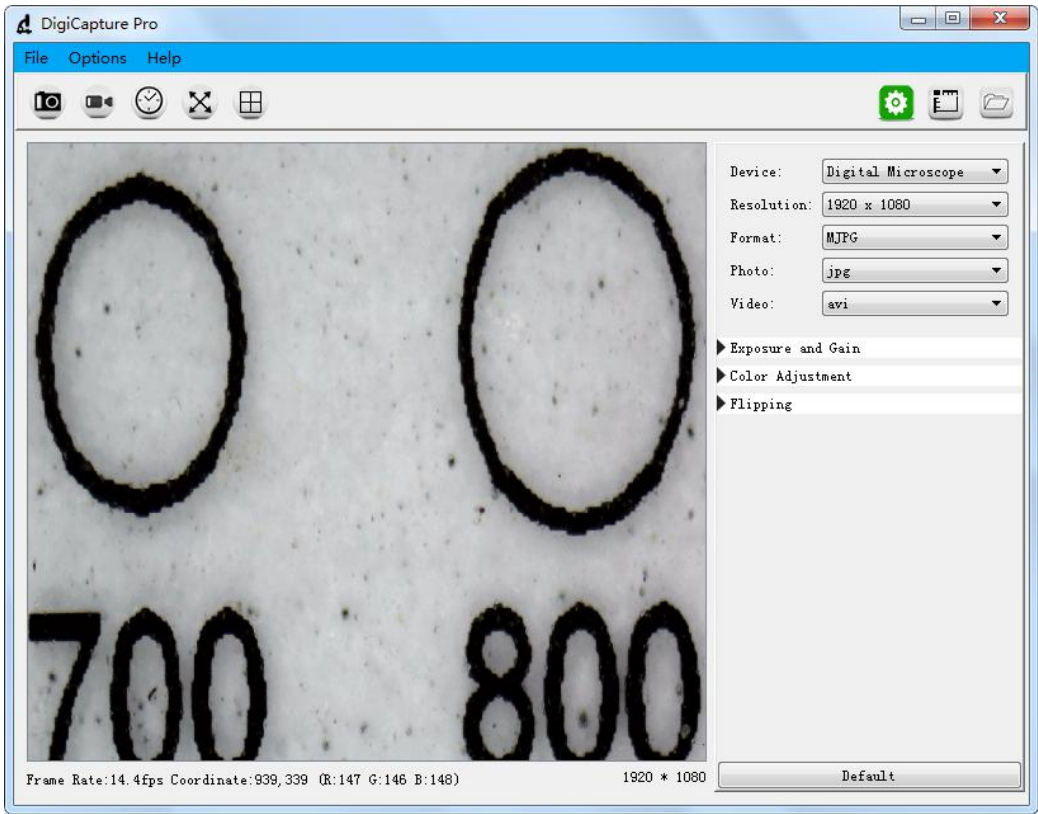 DigiCapture Pro
File Options Help
Device: Digital Microscope
Resolution: 1920 x 1080
Format: MJPG
Photo: jpg
Video: avi
Exposure and Gain
Color Adjustment
Flipping
700 800
Frame Rate:14.4fps Coordinate:939,339 (R:147 G:146 B:148) 1920 * 1080
Default